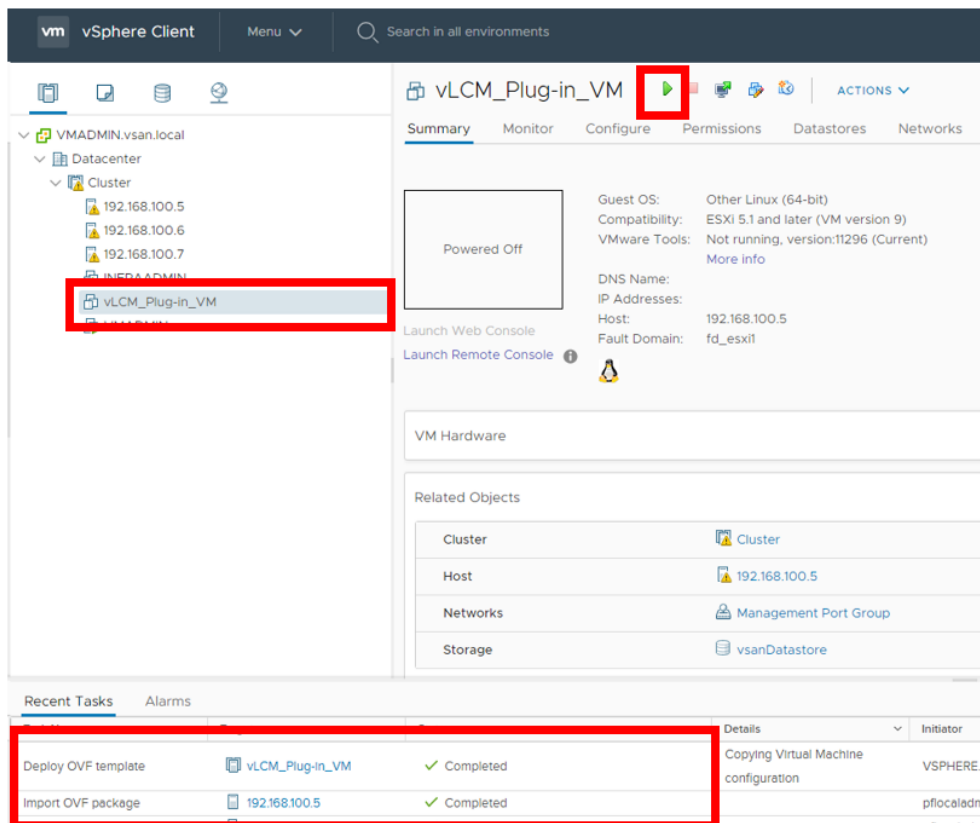 vm vSphere Client Menu Search in all environments
vLCM_Plug-in_VM ACTIONS
Summary Monitor Configure Permissions Datastores Networks
VMADMIN.vsan.local
Datacenter
Cluster
192.168.100.5
192.168.100.6
192.168.100.7
INFRAADMIN
vLCM_Plug-in_VM
VMADMIN
Powered Off
Launch Web Console
Launch Remote Console
Guest OS: Other Linux (64-bit)
Compatibility: ESXi 5.1 and later (VM version 9)
VMware Tools: Not running, version:11296 (Current)
More info
DNS Name:
IP Addresses:
Host: 192.168.100.5
Fault Domain: fd_esxi1
VM Hardware
Related Objects
Cluster Cluster
Host 192.168.100.5
Networks Management Port Group
Storage vsanDatastore
Recent Tasks Alarms
Details Initiator
Deploy OVF template vLCM_Plug-in_VM Completed Copying Virtual Machine
configuration VSPHERE.
Import OVF package 192.168.100.5 Completed pflocaladm